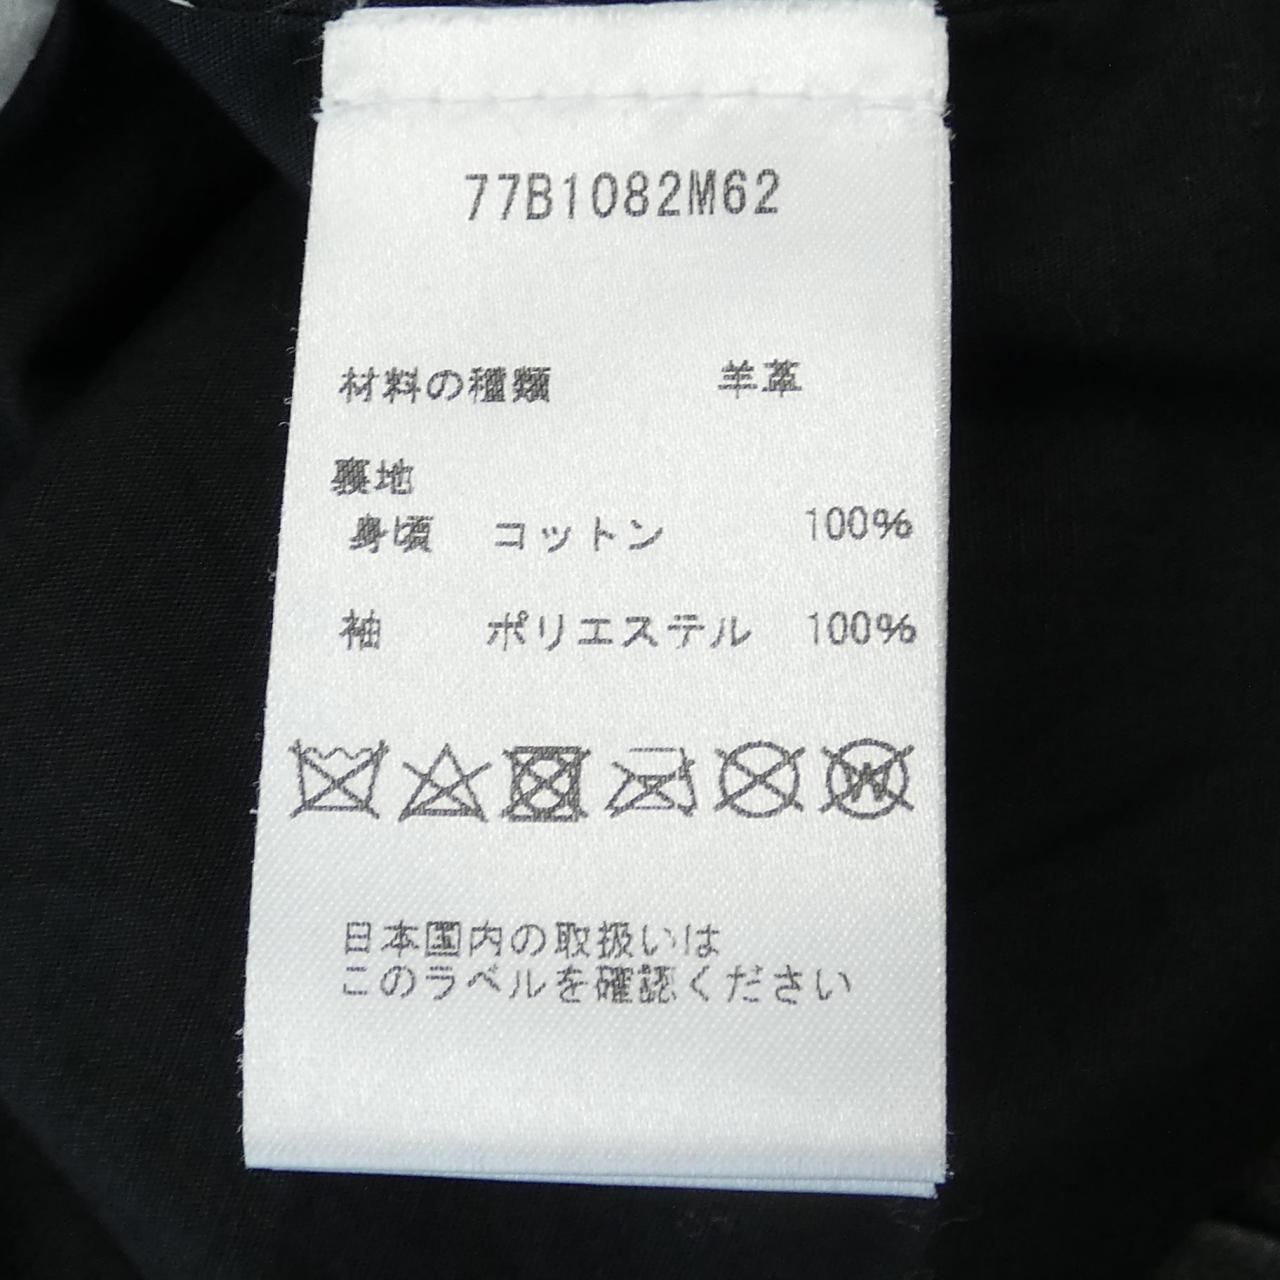 77B1082M62
材料の種類 羊革
裏地
身頃 コットン 100%
袖 ポリエステル 100%
W
日本国内の取扱いは
このラベルを確認ください